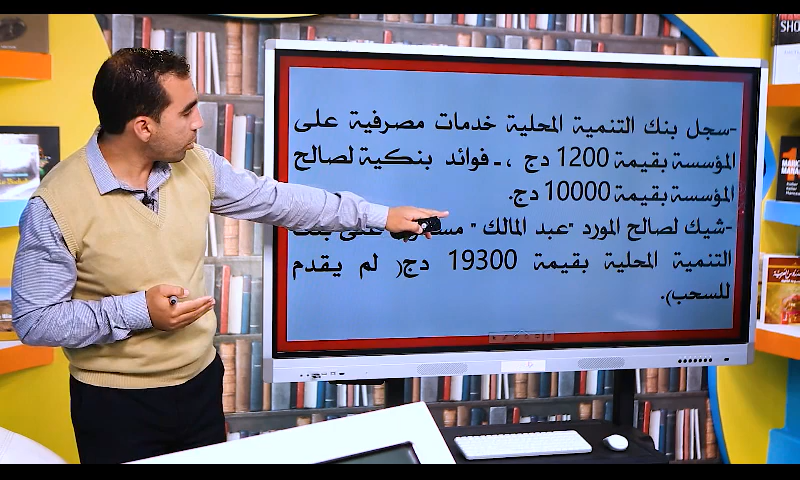 -سجل بنك التنمية المحلية خدمات مصرفية على
المؤسسة بقيمة 1200 دج ،ـ فوائد بنكية لصالح
المؤسسة بقيمة 10000 دج.
-شيك لصالح المورد "عبد المالك "
التنمية المحلية بقيمة 19300 دج( لم يقدم
للسحب).